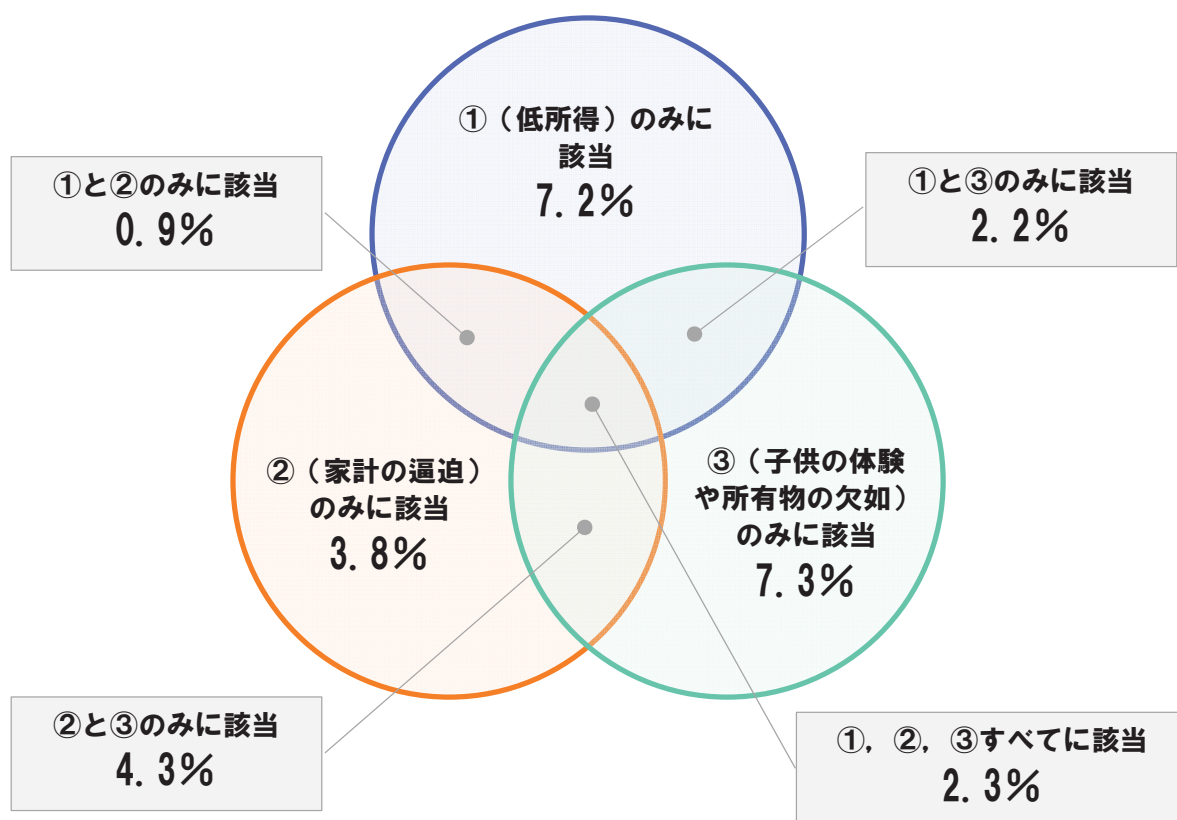 ①（低所得）のみに
該当
7.2%
①と②のみに該当
0.9%
①と③のみに該当
2.2%
②（家計の逼迫）
のみに該当
3.8%
③（子供の体験
や所有物の欠如）
のみに該当
7.3%
②と③のみに該当
4.3%
①，②，③すべてに該当
2.3%